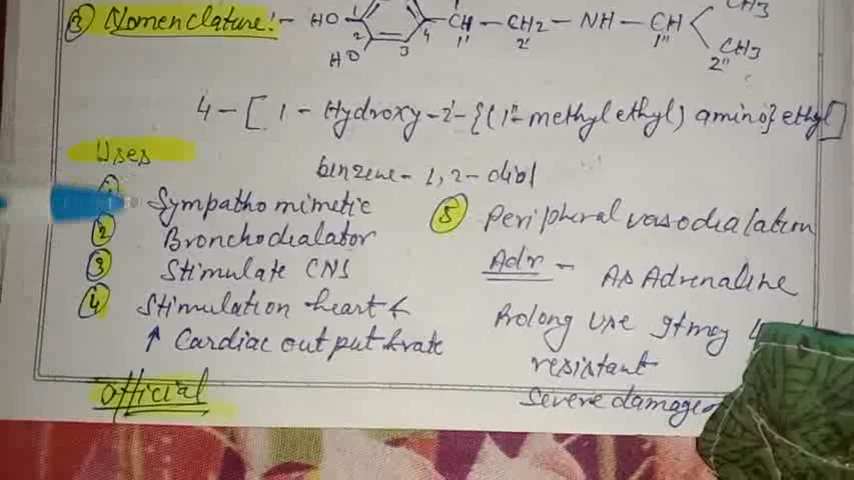 ③ Nomenclature:- HO 1 2 HO 3 4 CH 1' - CH2 2' - NH - CH 1" CH3 CH3 2"
4 - [ 1 - Hydroxy - 2' - {(1"-methyl ethyl) amino} ethyl]
benzene - 1, 2 - diol
Uses
① Sympathomimetic
② Bronchodialator
③ Stimulate CNS
④ Stimulation heart &
↑ Cardiac out put & rate
⑤ Peripheral vasodialation
Adr - As Adrenaline
Prolong use it may
resistant
Severe damage
Official